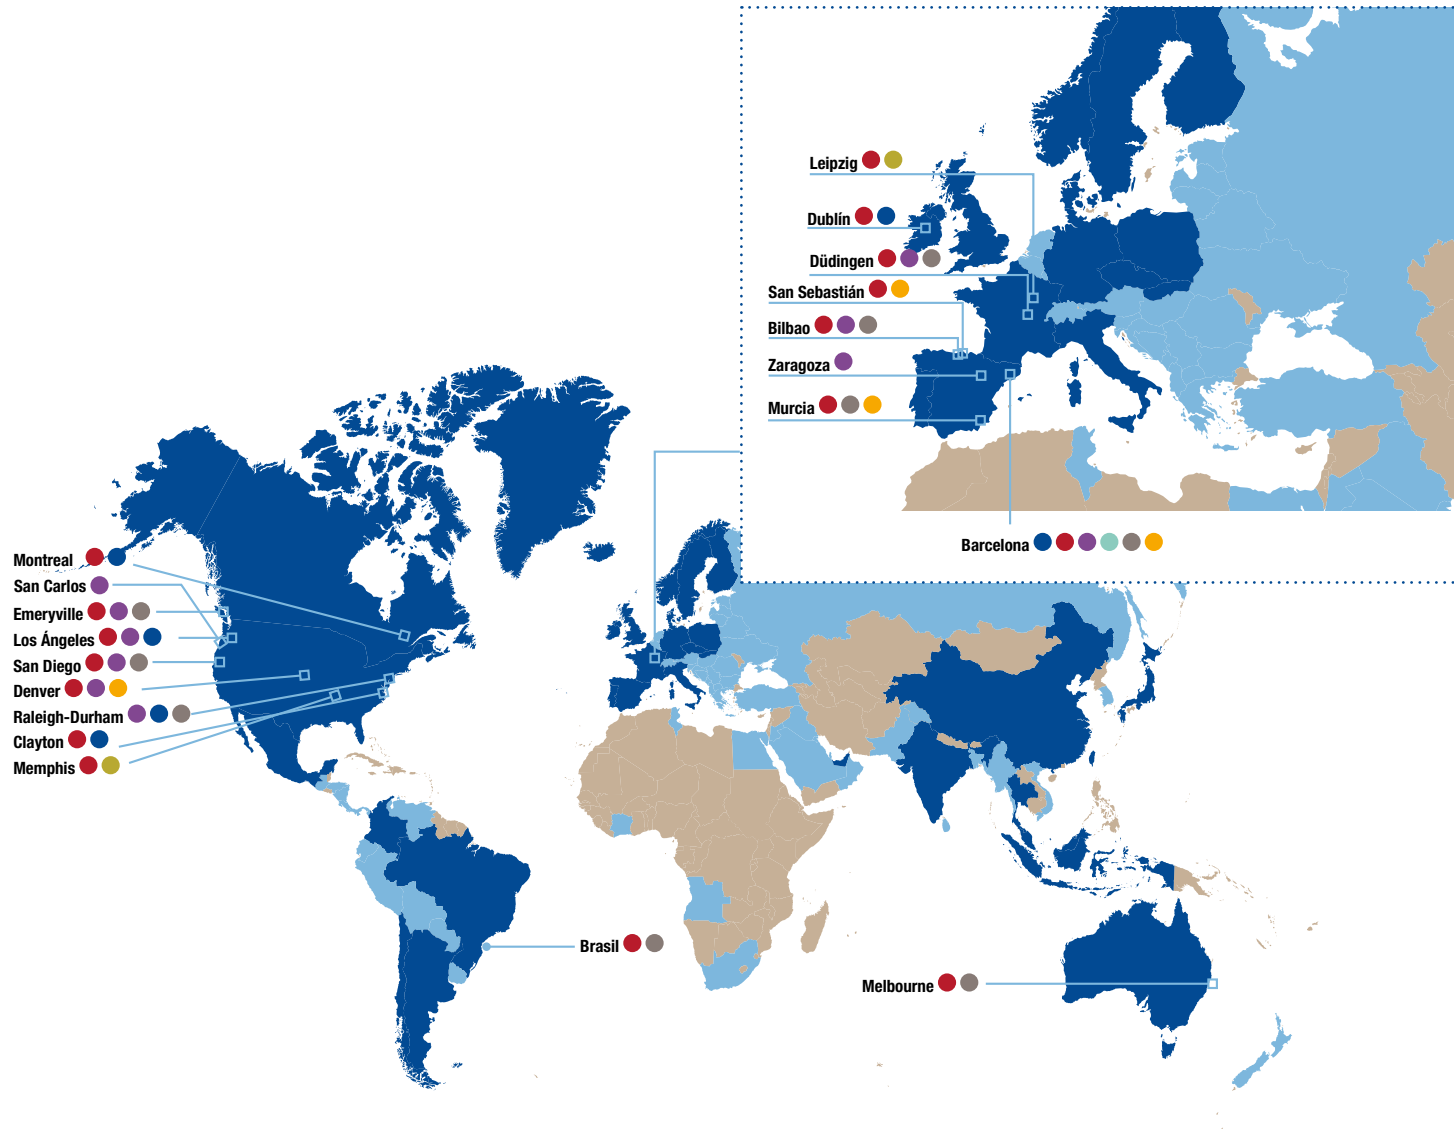 Leipzig
Dublín
Düdingen
San Sebastián
Bilbao
Zaragoza
Murcia
Barcelona
Montreal
San Carlos
Emeryville
Los Ángeles
San Diego
Denver
Raleigh-Durham
Clayton
Memphis
Brasil
Melbourne